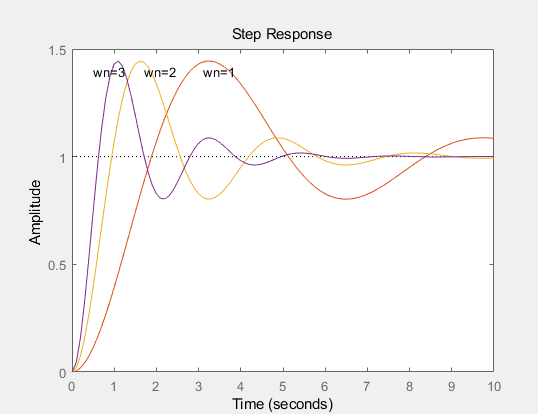 Step Response
1.5
wn=3 wn=2 wn=1
1
Amplitude
0.5
0
0 1 2 3 4 5 6 7 8 9 10
Time (seconds)